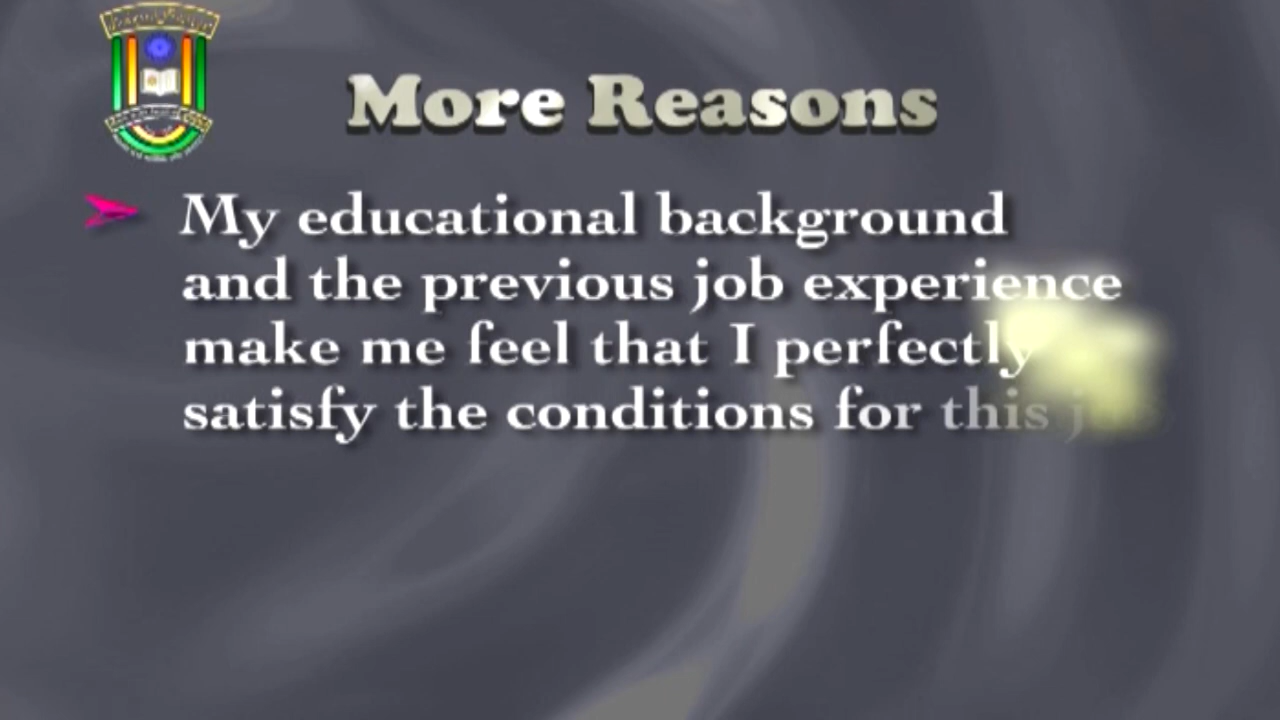 More Reasons
My educational background
and the previous job experience
make me feel that I perfectly
satisfy the conditions for this